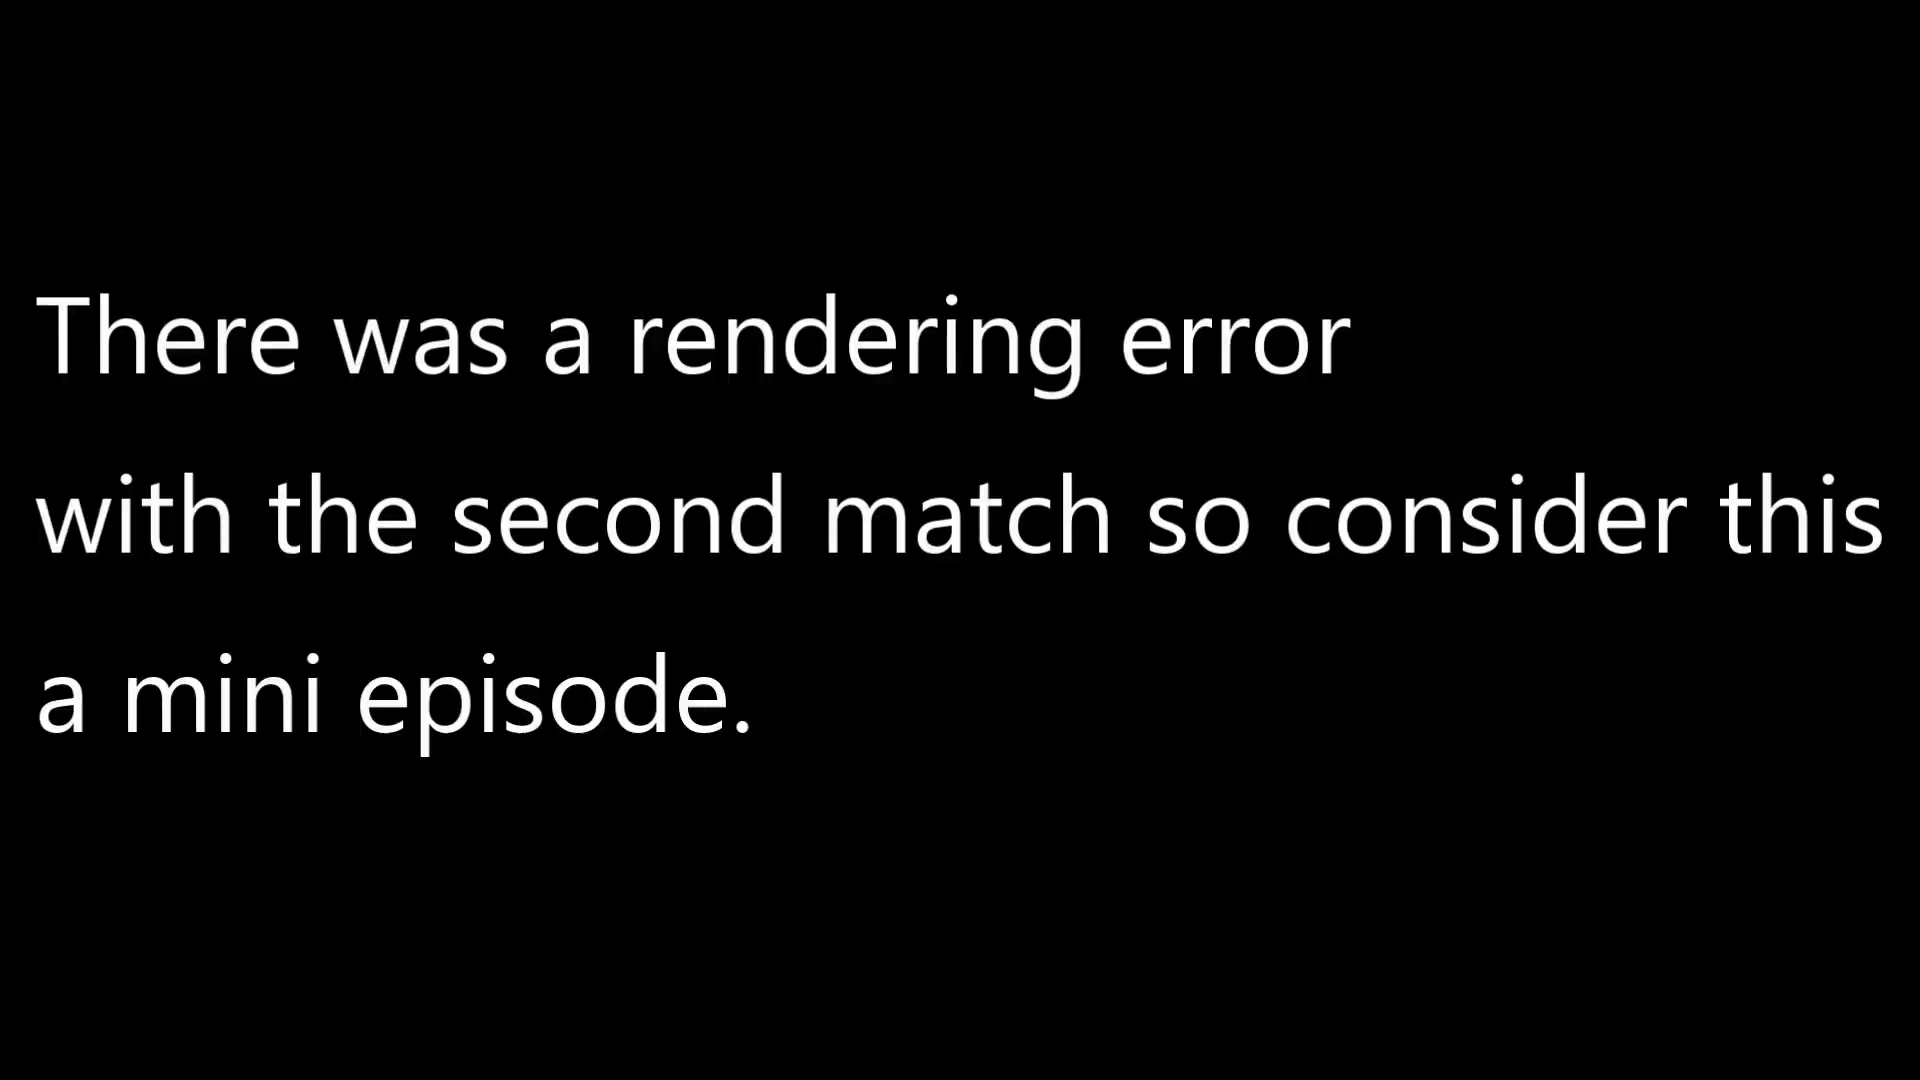 There was a rendering error
with the second match so consider this
a mini episode.